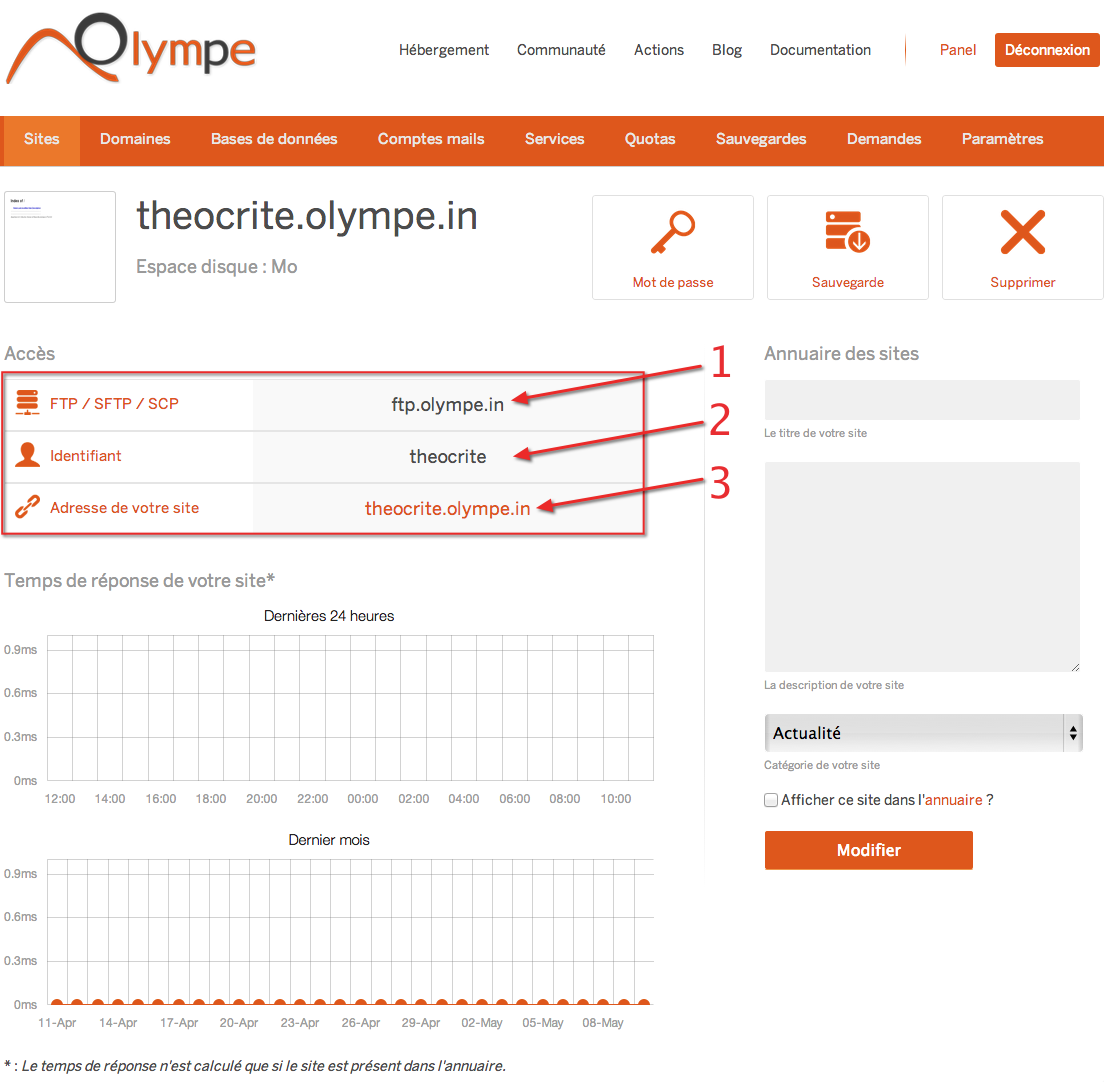 Olympe
Hébergement Communauté Actions Blog Documentation Panel Déconnexion
Sites Domaines Bases de données Comptes mails Services Quotas Sauvegardes Demandes Paramètres
theocrite.olympe.in
Espace disque : Mo
Mot de passe
Sauvegarde
Supprimer
Accès
FTP / SFTP / SCP ftp.olympe.in 1
Identifiant theocrite 2
Adresse de votre site theocrite.olympe.in 3
Temps de réponse de votre site*
Dernières 24 heures
0.9ms
0.6ms
0.3ms
0ms
12:00 14:00 16:00 18:00 20:00 22:00 00:00 02:00 04:00 06:00 08:00 10:00
Dernier mois
0.9ms
0.6ms
0.3ms
0ms
11-Apr 14-Apr 17-Apr 20-Apr 23-Apr 26-Apr 29-Apr 02-May 05-May 08-May
* : Le temps de réponse n'est calculé que si le site est présent dans l'annuaire.
Annuaire des sites
Le titre de votre site
La description de votre site
Actualité
Catégorie de votre site
Afficher ce site dans l'annuaire ?
Modifier